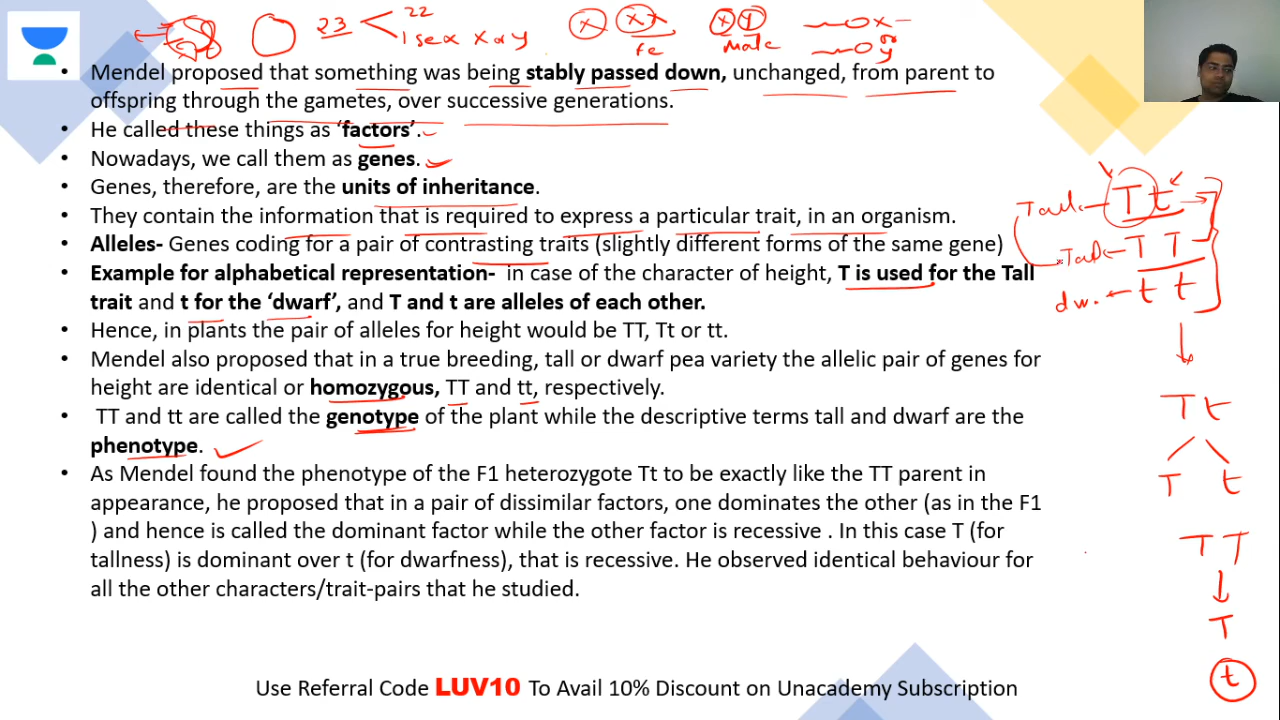 23 < 22
1 sex X or y
X
X X
fe
X Y
male
x
or
y
• Mendel proposed that something was being stably passed down, unchanged, from parent to
offspring through the gametes, over successive generations.
• He called these things as ‘factors’.
• Nowadays, we call them as genes.
• Genes, therefore, are the units of inheritance.
• They contain the information that is required to express a particular trait, in an organism.
• Alleles- Genes coding for a pair of contrasting traits (slightly different forms of the same gene)
• Example for alphabetical representation- in case of the character of height, T is used for the Tall
trait and t for the ‘dwarf’, and T and t are alleles of each other.
• Hence, in plants the pair of alleles for height would be TT, Tt or tt.
• Mendel also proposed that in a true breeding, tall or dwarf pea variety the allelic pair of genes for
height are identical or homozygous, TT and tt, respectively.
• TT and tt are called the genotype of the plant while the descriptive terms tall and dwarf are the
phenotype.
• As Mendel found the phenotype of the F1 heterozygote Tt to be exactly like the TT parent in
appearance, he proposed that in a pair of dissimilar factors, one dominates the other (as in the F1
) and hence is called the dominant factor while the other factor is recessive . In this case T (for
tallness) is dominant over t (for dwarfness), that is recessive. He observed identical behaviour for
all the other characters/trait-pairs that he studied.
T t
T T
dw. t t
T t
T t
T T
T
t
Use Referral Code LUV10 To Avail 10% Discount on Unacademy Subscription